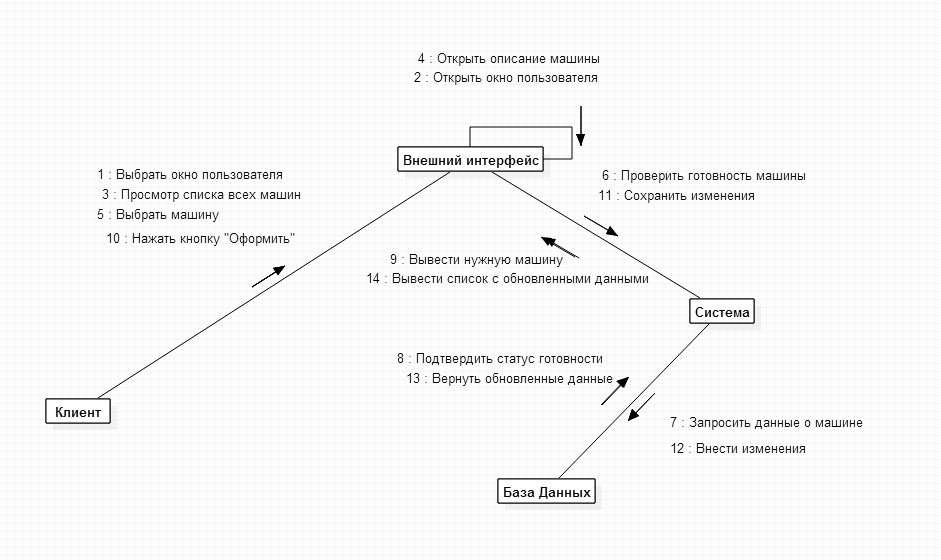 4 : Открыть описание машины
2 : Открыть окно пользователя
Внешний интерфейс
1 : Выбрать окно пользователя
3 : Просмотр списка всех машин
5 : Выбрать машину
10 : Нажать кнопку "Оформить"
6 : Проверить готовность машины
11 : Сохранить изменения
9 : Вывести нужную машину
14 : Вывести список с обновленными данными
Система
8 : Подтвердить статус готовности
13 : Вернуть обновленные данные
Клиент
7 : Запросить данные о машине
12 : Внести изменения
База Данных